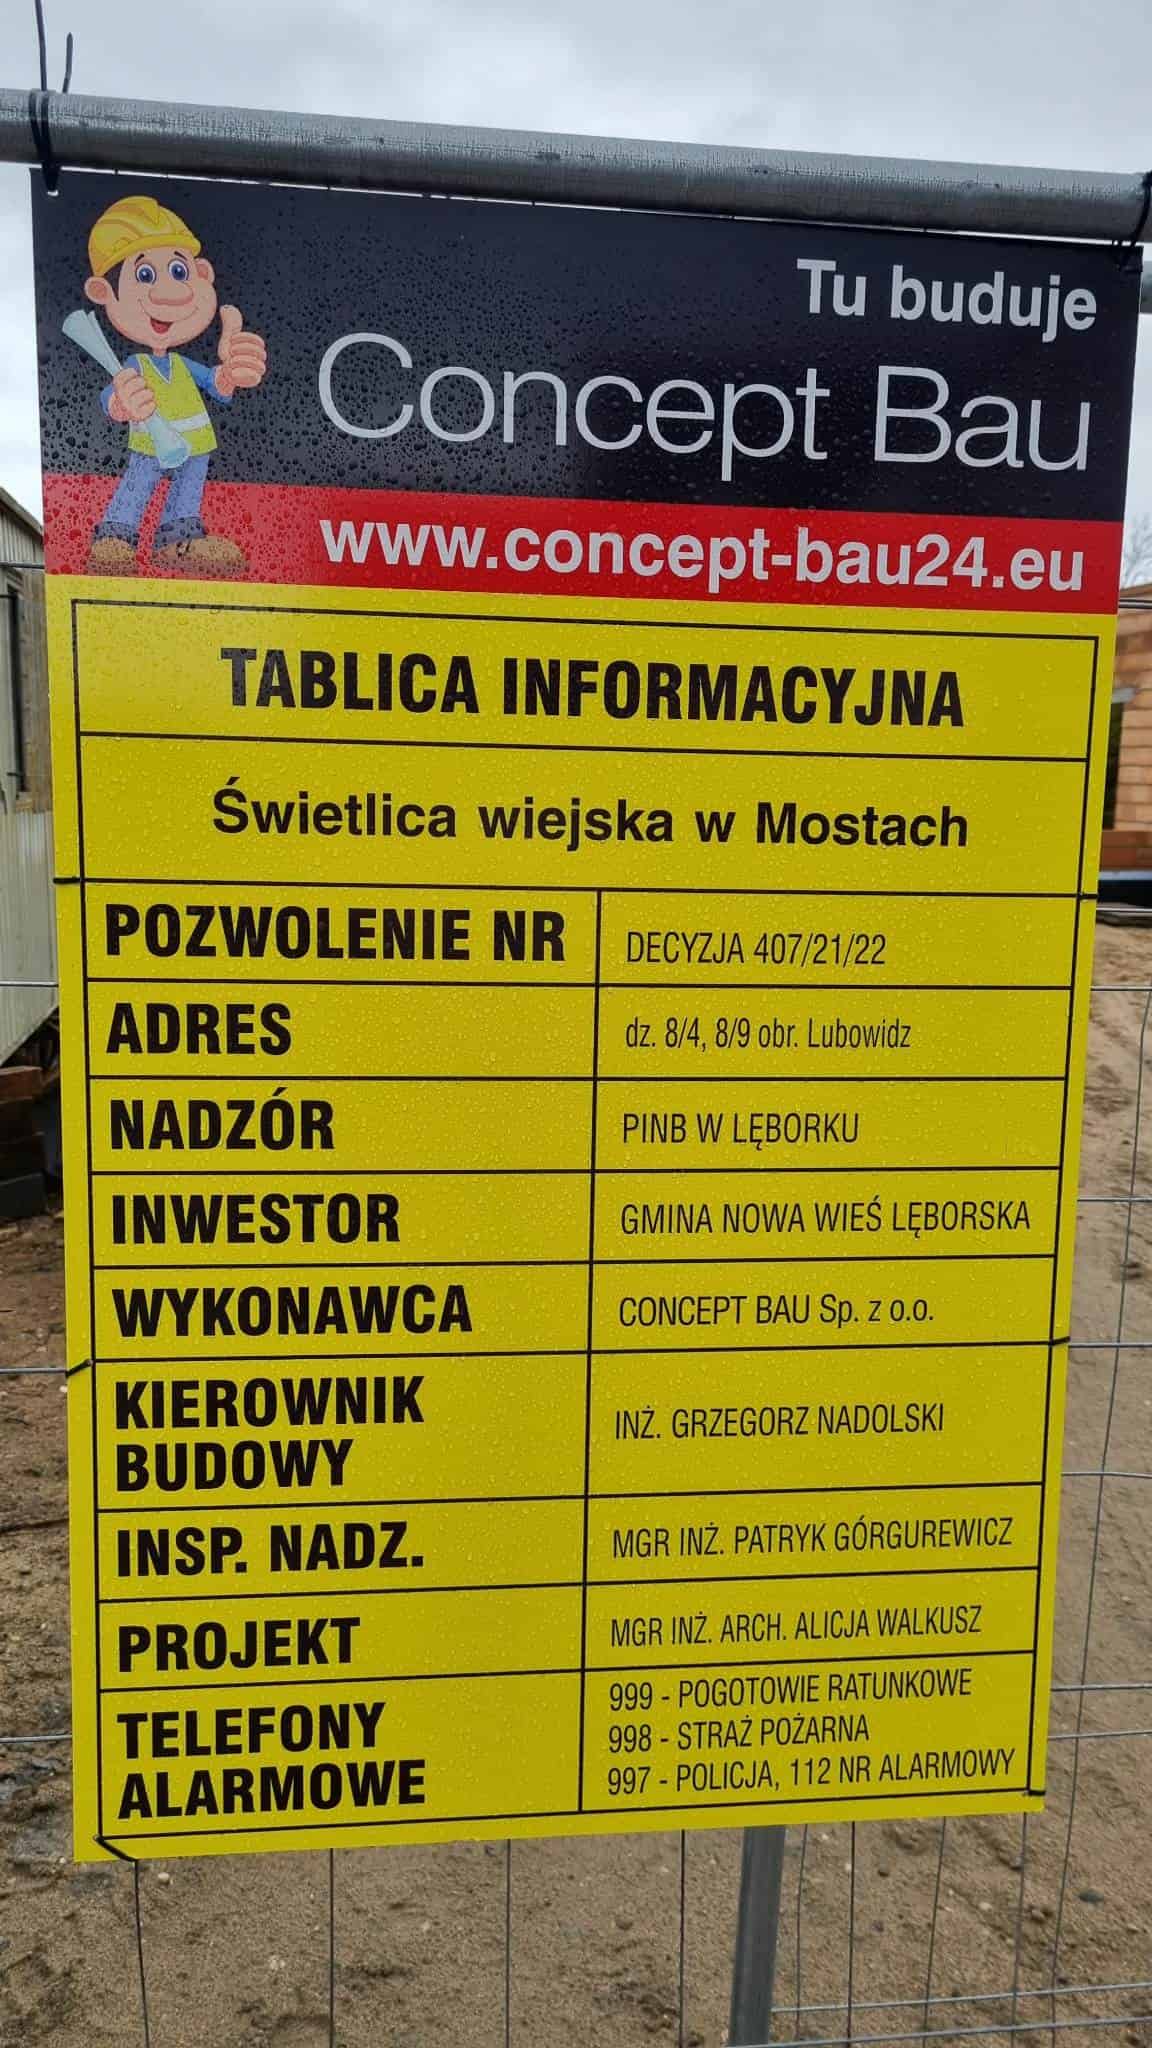 Tu buduje
Concept Bau
www.concept-bau24.eu
TABLICA INFORMACYJNA
Świetlica wiejska w Mostach
POZWOLENIE NR DECYZJA 407/21/22
ADRES dz. 8/4, 8/9 obr. Lubowidz
NADZÓR PINB W LĘBORKU
INWESTOR GMINA NOWA WIEŚ LĘBORSKA
WYKONAWCA CONCEPT BAU Sp. z o.o.
KIEROWNIK
BUDOWY
INŻ. GRZEGORZ NADOLSKI
INSP. NADZ. MGR INŻ. PATRYK GÓRGUREWICZ
PROJEKT MGR INŻ. ARCH. ALICJA WALKUSZ
TELEFONY
ALARMOWE
999 - POGOTOWIE RATUNKOWE
998 - STRAŻ POŻARNA
997 - POLICJA, 112 NR ALARMOWY